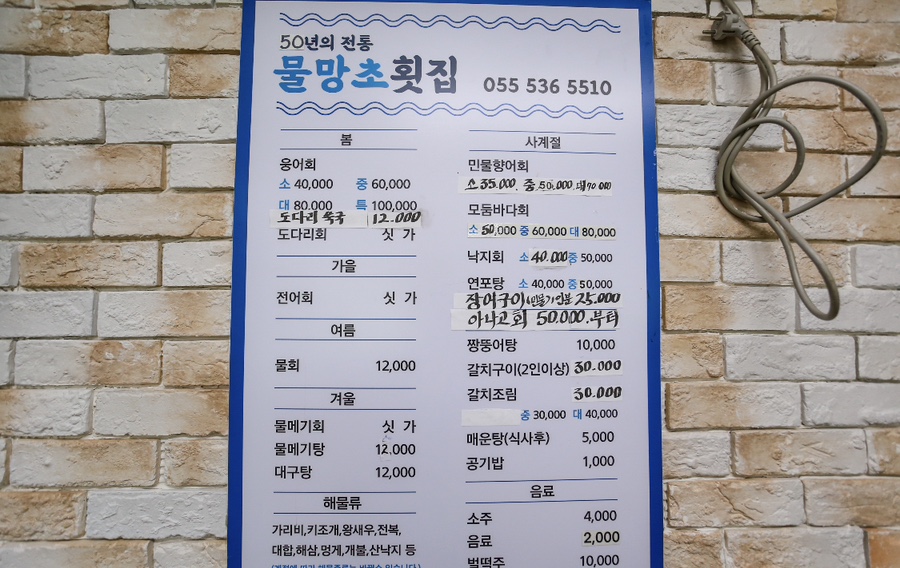 50년의 전통
물망초횟집 055 536 5510
봄
웅어회
소 40,000 중 60,000
대 80,000 특 100,000
도다리 쑥국 12.000
도다리회 싯 가
가을
전어회 싯 가
여름
물회 12,000
겨울
물메기회 싯 가
물메기탕 12,000
대구탕 12,000
해물류
가리비,키조개,왕새우,전복,
대합,해삼,멍게,개불,산낙지 등
사계절
민물향어회
소 35.000 중 50.000 대 70.000
모둠바다회
소 50,000 중 60,000 대 80,000
낙지회 소 40.000 중 50,000
연포탕 소 40,000 중 50,000
장어구이(민물)1인분 25.000
아나고회 50.000.부터
짱뚱어탕 10,000
갈치구이(2인이상) 30.000
갈치조림 30.000
중 30,000 대 40,000
매운탕(식사후) 5,000
공기밥 1,000
음료
소주 4,000
음료 2,000
벌떡주 10,000